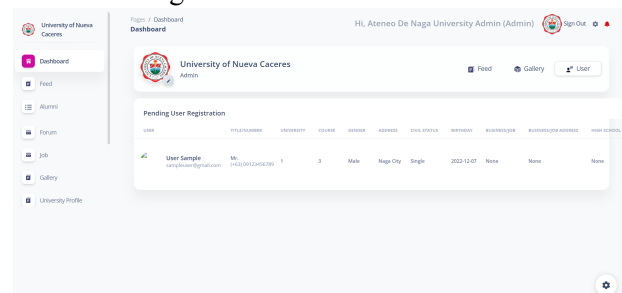 University of Nueva
Caceres
Dashboard
Feed
Alumni
Forum
Job
Gallery
University Profile
Pages / Dashboard
Dashboard
Hi, Ateneo De Naga University Admin (Admin)
Sign Out
University of Nueva Caceres
Admin
Feed
Gallery
User
Pending User Registration
USER TITLE/NUMBER UNIVERSITY COURSE GENDER ADDRESS CIVIL STATUS BIRTHDAY BUSINESS/JOB BUSINESS/JOB ADDRESS HIGH SCHOOL
User Sample
sampleuser@gmail.com
Mr.
(+63) 09123456789
1 3 Male Naga City Single 2022-12-07 None None None